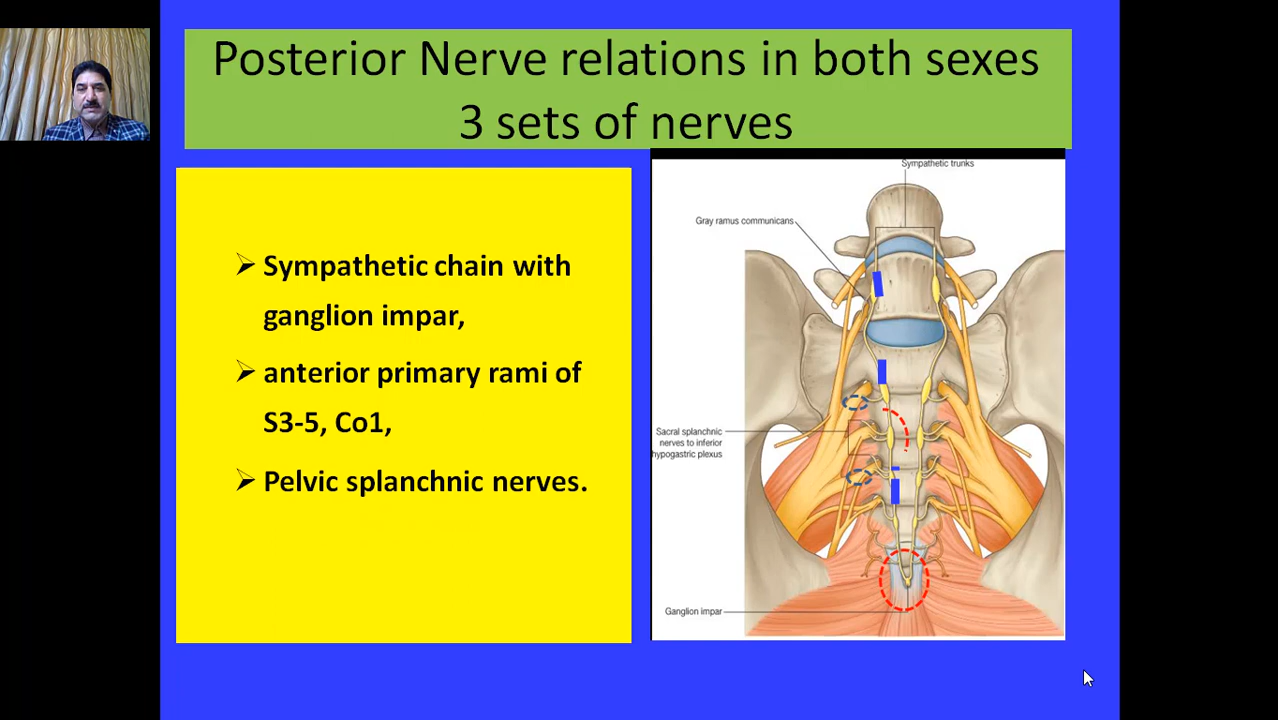 Posterior Nerve relations in both sexes
3 sets of nerves
➢ Sympathetic chain with
ganglion impar,
➢ anterior primary rami of
S3-5, Co1,
➢ Pelvic splanchnic nerves.
Sympathetic trunks
Gray ramus communicans
Sacral splanchnic
nerves to inferior
hypogastric plexus
Ganglion impar